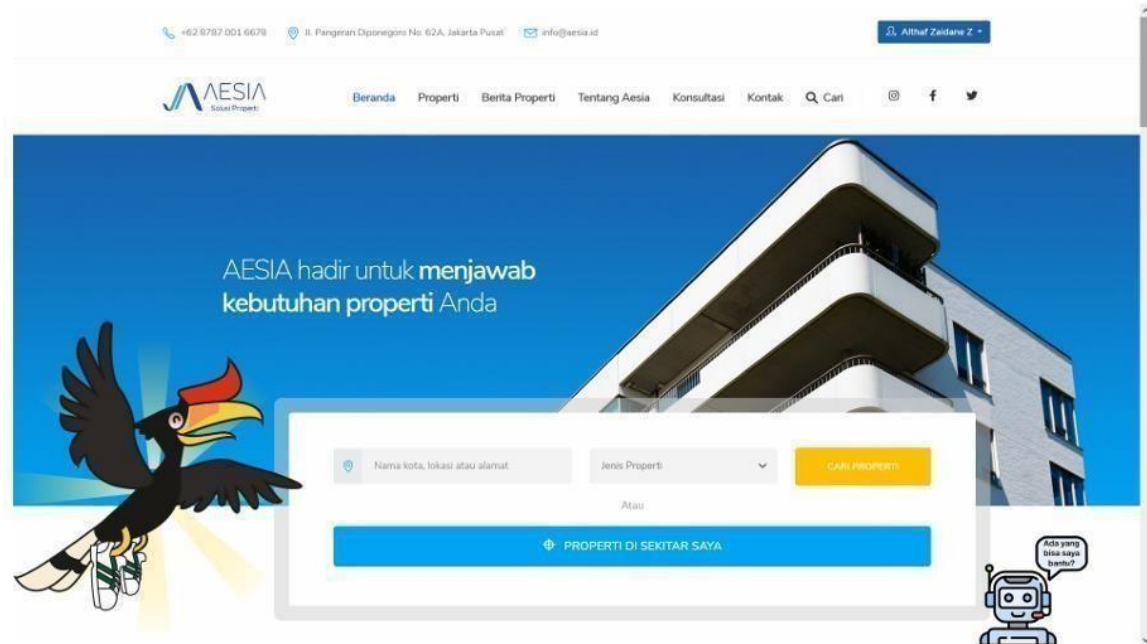 +62 8787 001 6678
Jl. Pangeran Diponegoro No. 62A, Jakarta Pusat
info@aesia.id
Althaf Zaidane Z
AESIA
Solusi Properti
Beranda Properti Berita Properti Tentang Aesia Konsultasi Kontak Cari
AESIA hadir untuk menjawab
kebutuhan properti Anda
Nama kota, lokasi atau alamat
Jenis Properti
CARI PROPERTI
Atau
PROPERTI DI SEKITAR SAYA
Ada yang
bisa saya
bantu?